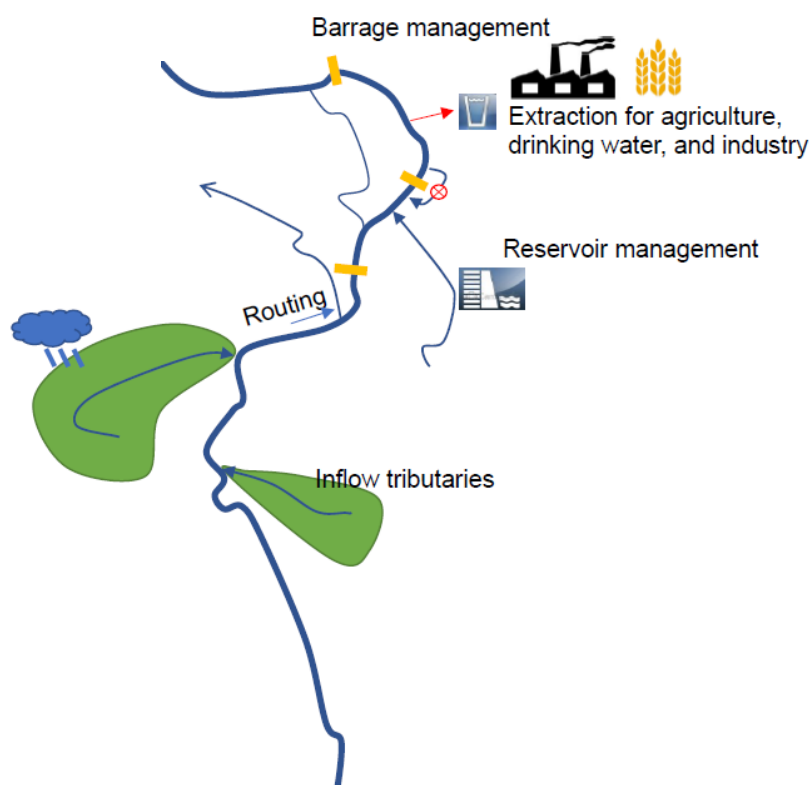 Barrage management
Extraction for agriculture,
drinking water, and industry
Reservoir management
Routing
Inflow tributaries